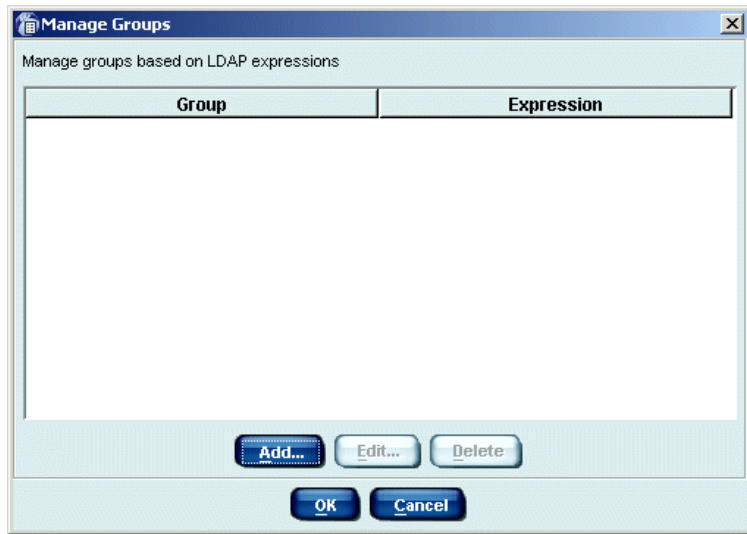 Manage Groups
Manage groups based on LDAP expressions
Group Expression
Add... Edit... Delete
OK Cancel